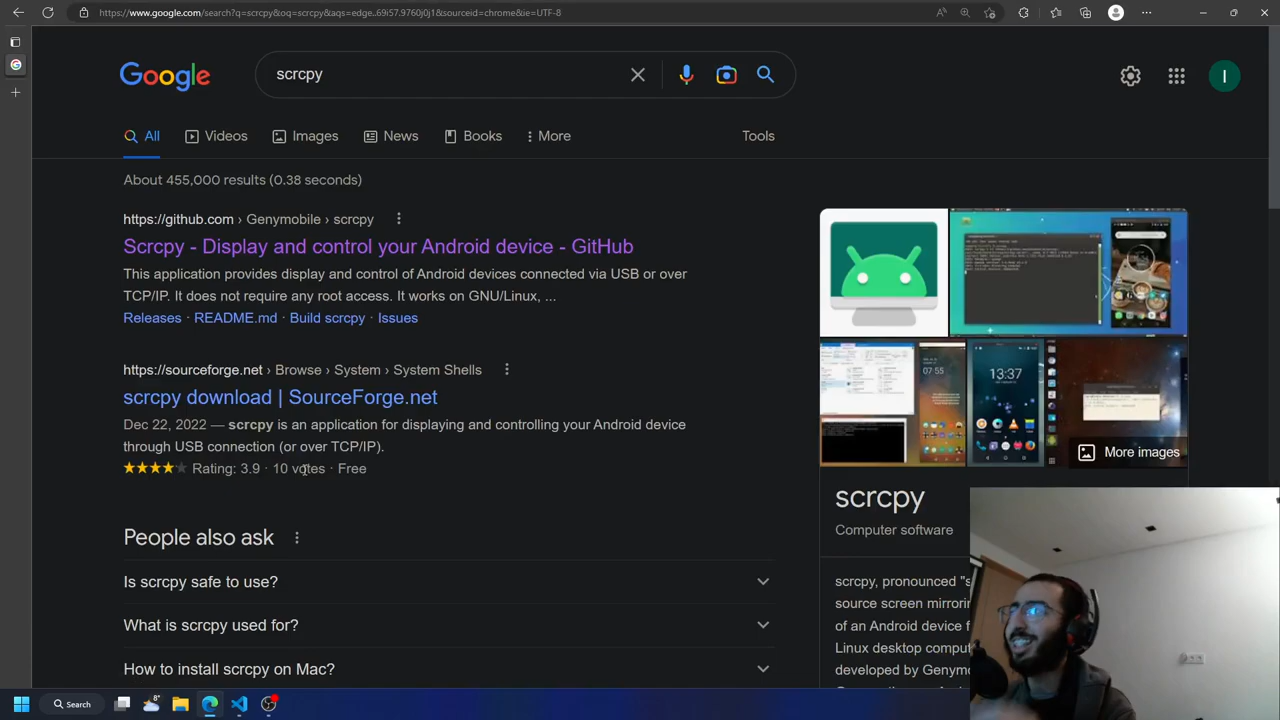 https://www.google.com/search?q=scrcpy&oq=scrcpy&aqs=edge..69i57.9760j0j1&sourceid=chrome&ie=UTF-8
Google
scrcpy
I
All
Videos
Images
News
Books
More
Tools
About 455,000 results (0.38 seconds)
https://github.com › Genymobile › scrcpy
Scrcpy - Display and control your Android device - GitHub
This application provides display and control of Android devices connected via USB or over
TCP/IP. It does not require any root access. It works on GNU/Linux, ...
Releases · README.md · Build scrcpy · Issues
https://sourceforge.net › Browse › System › System Shells
scrcpy download | SourceForge.net
Dec 22, 2022 — scrcpy is an application for displaying and controlling your Android device
through USB connection (or over TCP/IP).
Rating: 3.9 · 10 votes · Free
People also ask
Is scrcpy safe to use?
What is scrcpy used for?
How to install scrcpy on Mac?
07:55
13:37
More images
scrcpy
Computer software
scrcpy, pronounced "s
source screen mirrorin
of an Android device f
Linux desktop comput
developed by Genymo
Search
8°